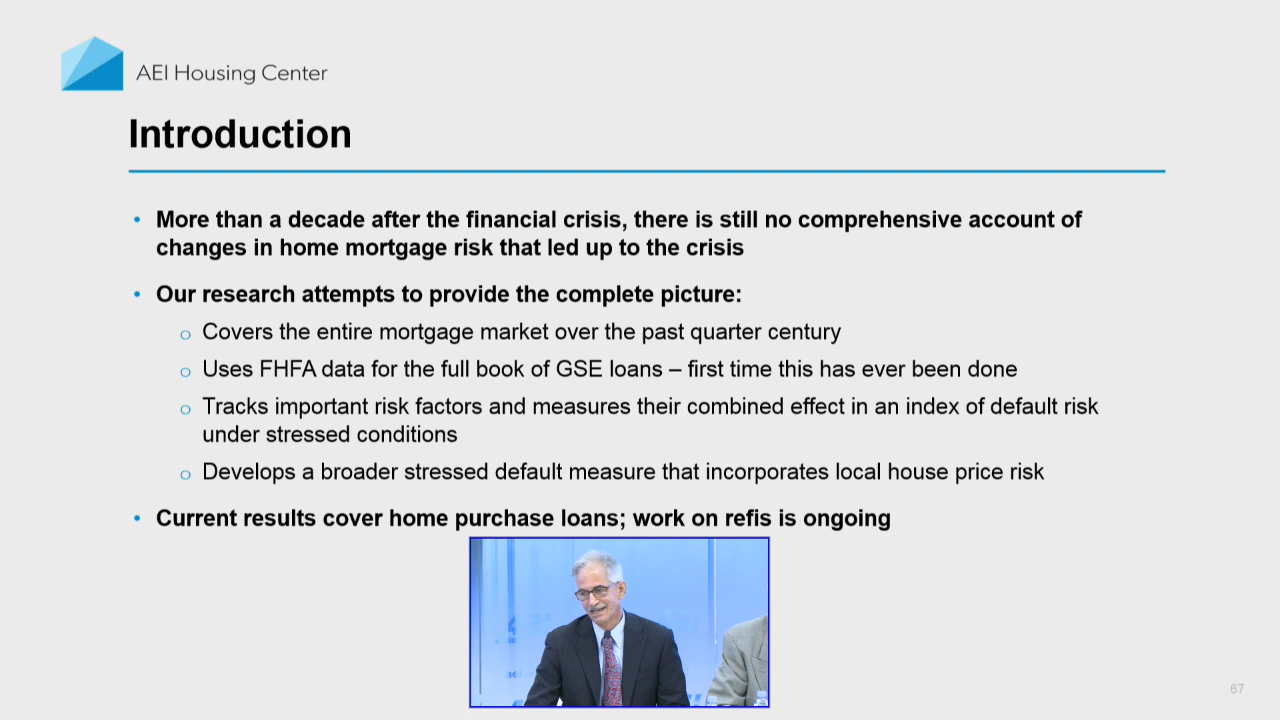 AEI Housing Center
Introduction
• More than a decade after the financial crisis, there is still no comprehensive account of
changes in home mortgage risk that led up to the crisis
• Our research attempts to provide the complete picture:
o Covers the entire mortgage market over the past quarter century
o Uses FHFA data for the full book of GSE loans – first time this has ever been done
o Tracks important risk factors and measures their combined effect in an index of default risk
under stressed conditions
o Develops a broader stressed default measure that incorporates local house price risk
• Current results cover home purchase loans; work on refis is ongoing
67